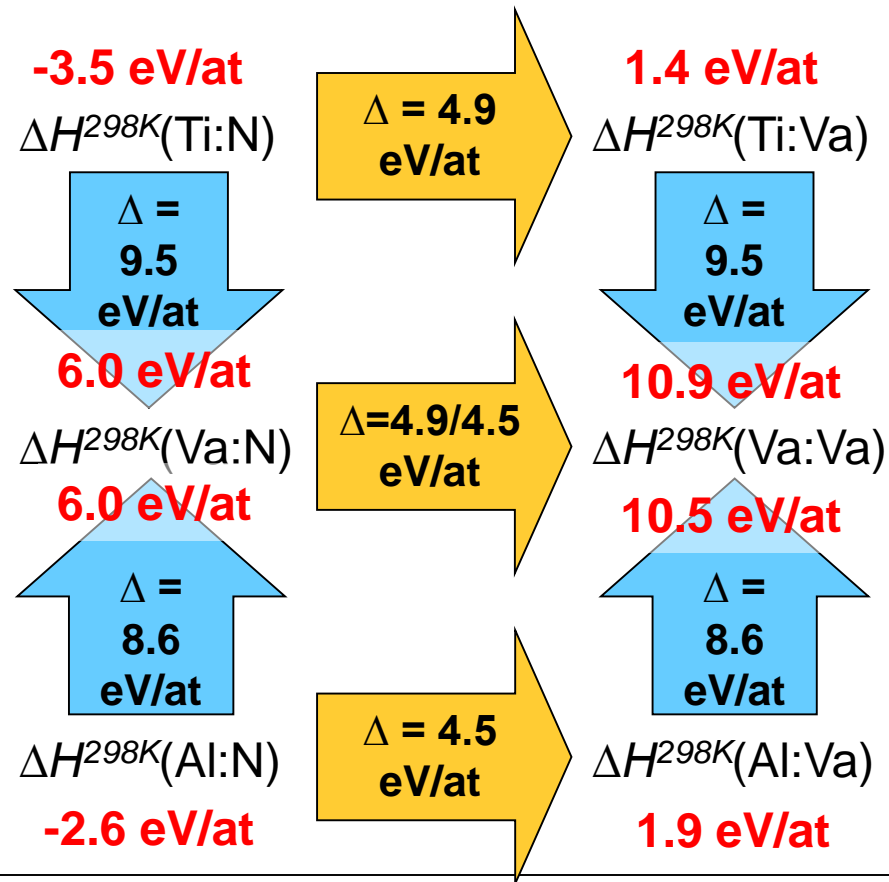 -3.5 eV/at
1.4 eV/at
Δ = 4.9
eV/at
ΔH298K(Ti:N)
ΔH298K(Ti:Va)
Δ =
9.5
eV/at
Δ =
9.5
eV/at
6.0 eV/at
10.9 eV/at
Δ=4.9/4.5
eV/at
ΔH298K(Va:N)
ΔH298K(Va:Va)
6.0 eV/at
10.5 eV/at
Δ =
8.6
eV/at
Δ =
8.6
eV/at
Δ = 4.5
eV/at
ΔH298K(Al:N)
ΔH298K(Al:Va)
-2.6 eV/at
1.9 eV/at